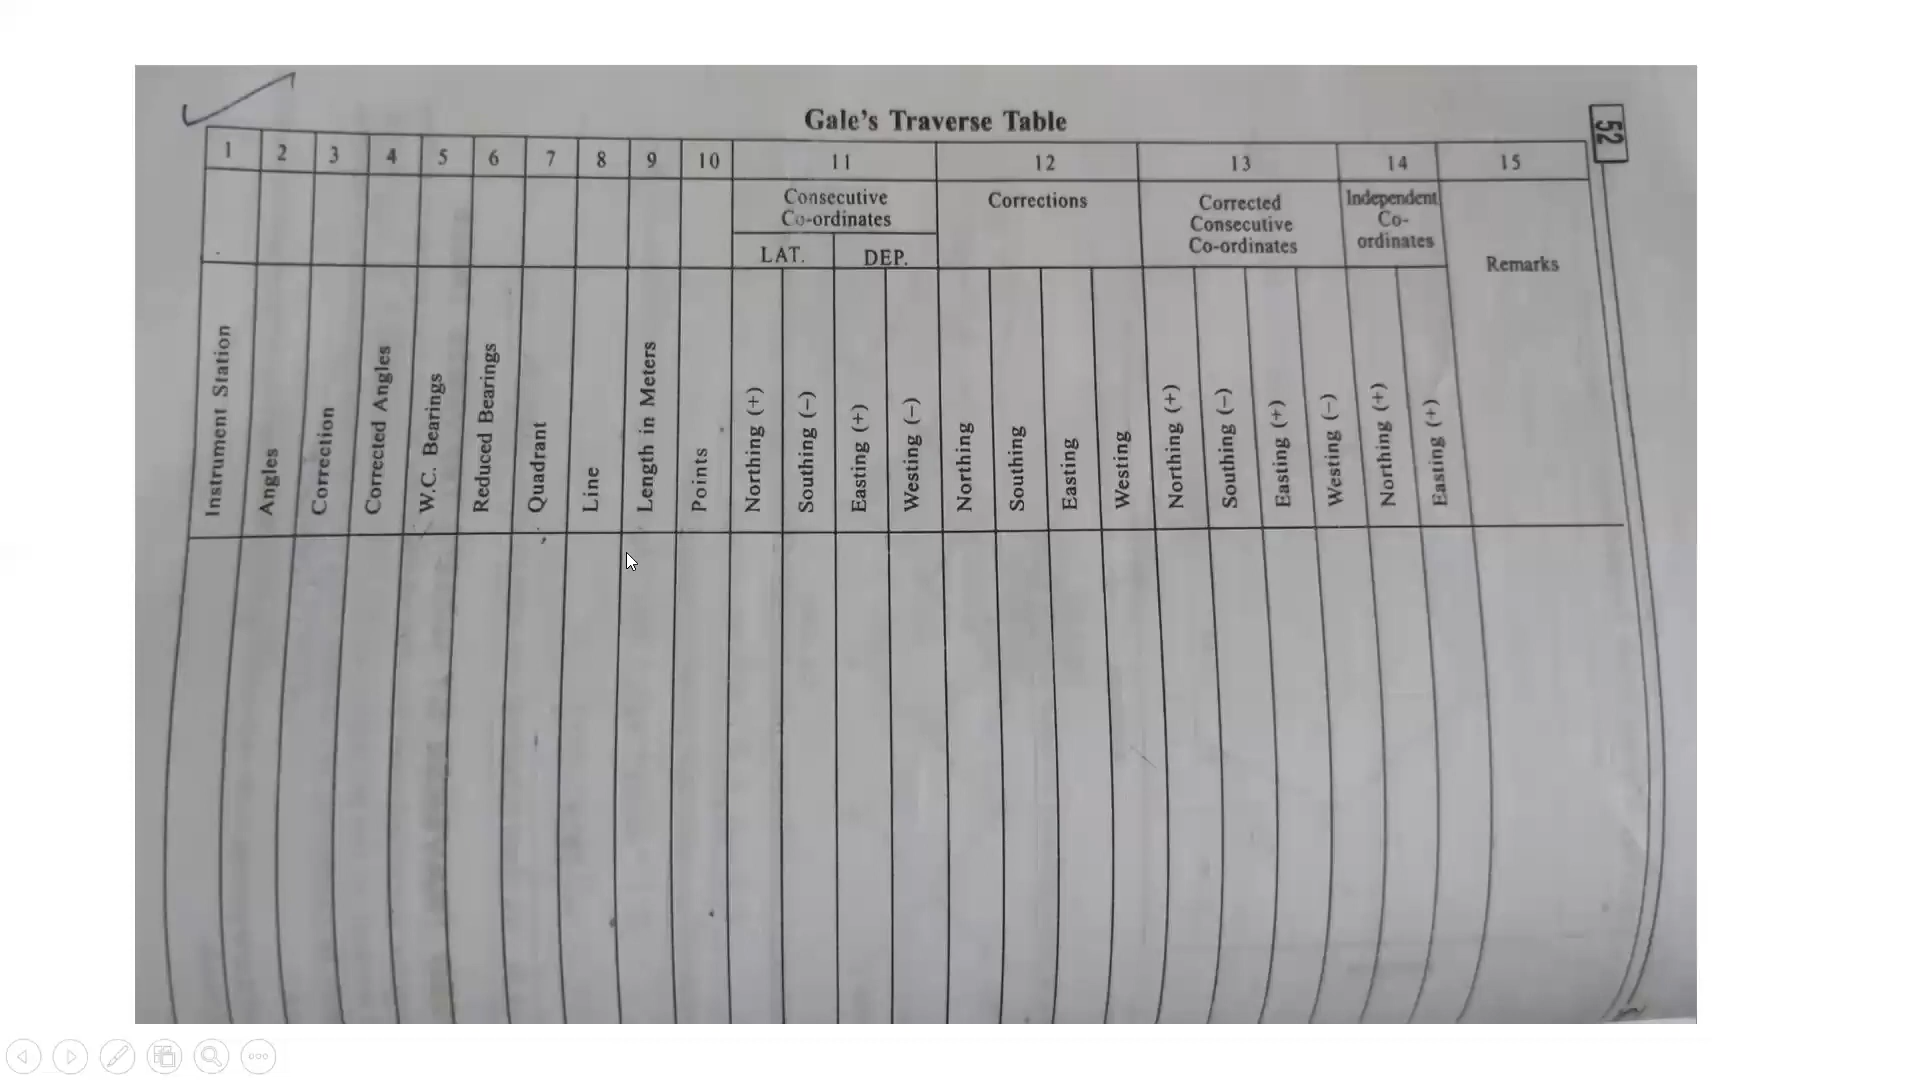 Gale's Traverse Table
52
1 2 3 4 5 6 7 8 9 10 11 12 13 14 15
Consecutive
Co-ordinates
LAT. DEP.
Corrections
Corrected
Consecutive
Co-ordinates
Independent
Co-
ordinates
Remarks
Instrument Station
Angles
Correction
Corrected Angles
W.C. Bearings
Reduced Bearings
Quadrant
Line
Length in Meters
Points
Northing (+)
Southing (–)
Easting (+)
Westing (–)
Northing
Southing
Easting
Westing
Northing (+)
Southing (–)
Easting (+)
Westing (–)
Northing (+)
Easting (+)